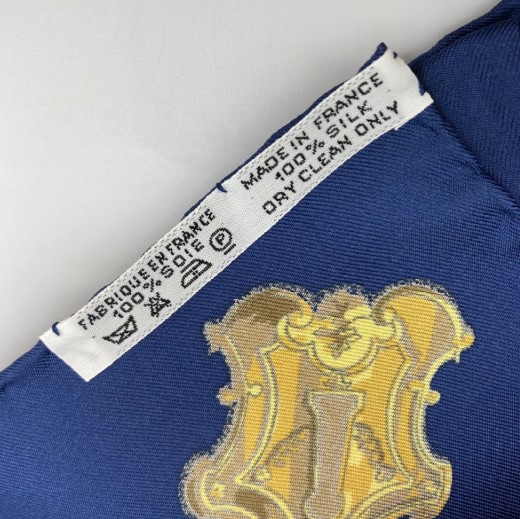 FABRIQUE EN FRANCE
100% SOIE
P
MADE IN FRANCE
100% SILK
DRY CLEAN ONLY